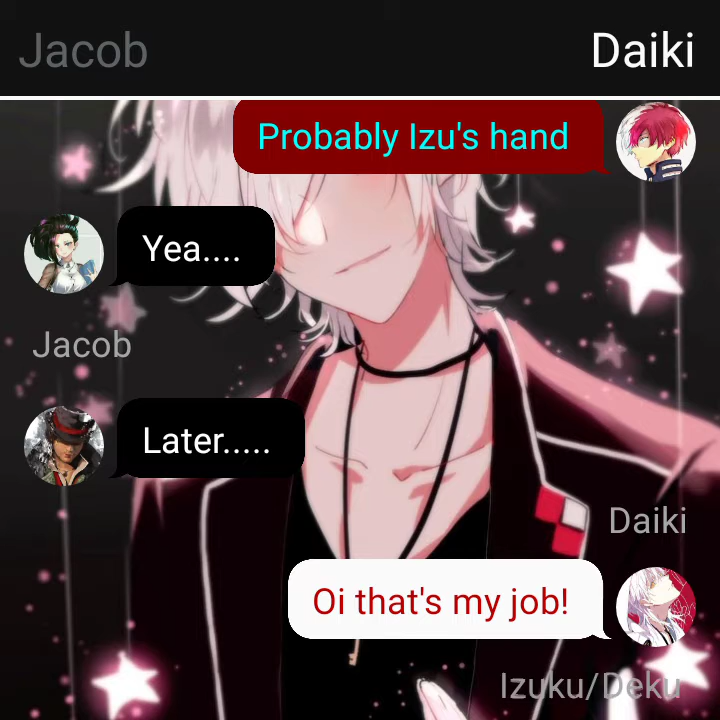 Jacob
Daiki
Probably Izu's hand
Yea....
Jacob
Later.....
Daiki
Oi that's my job!
Izuku/Deku